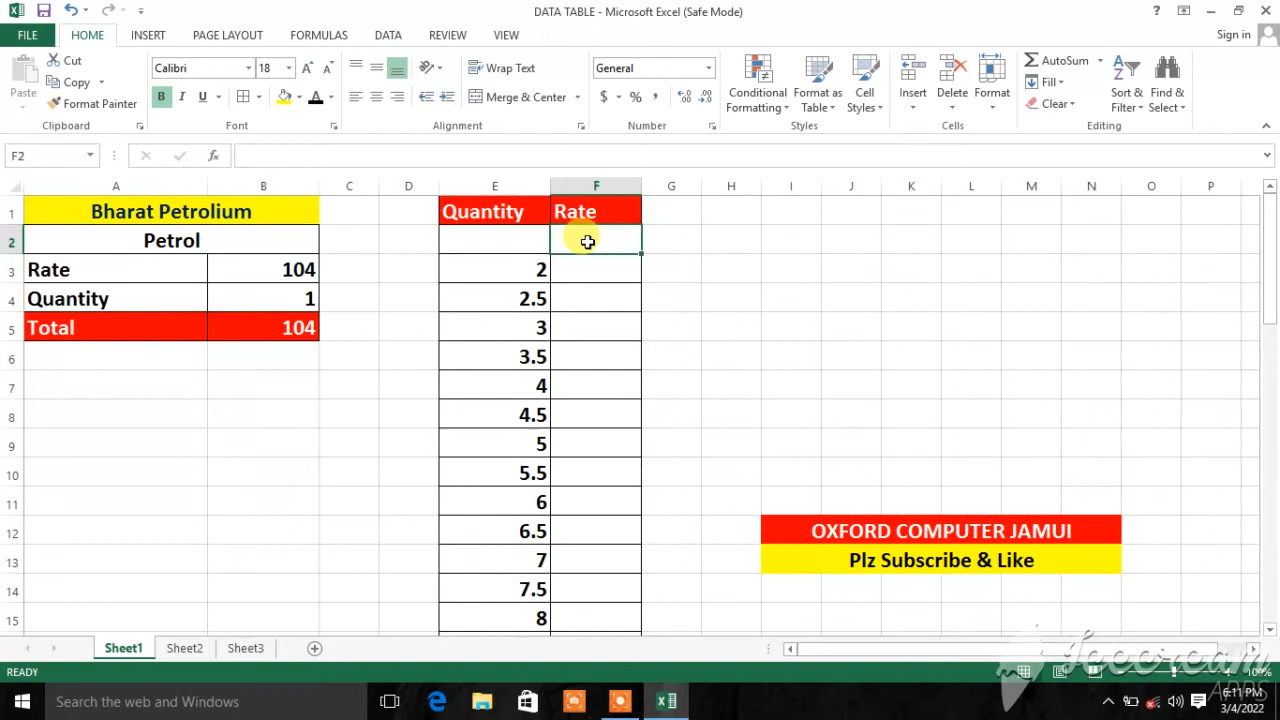 DATA TABLE - Microsoft Excel (Safe Mode)
Sign in
FILE HOME INSERT PAGE LAYOUT FORMULAS DATA REVIEW VIEW
Paste
Cut
Copy
Format Painter
Clipboard
Calibri 18
B I U
Font
Wrap Text
Merge & Center
Alignment
General
$ % ,
Number
Conditional Formatting
Format as Table
Cell Styles
Styles
Insert
Delete
Format
Cells
AutoSum
Fill
Clear
Sort & Filter
Find & Select
Editing
F2 fx
A B C D E F G H I J K L M N O P
1 Bharat Petrolium Quantity Rate
2 Petrol
3 Rate 104 2
4 Quantity 1 2.5
5 Total 104 3
6 3.5
7 4
8 4.5
9 5
10 5.5
11 6
12 6.5 OXFORD COMPUTER JAMUI
13 7 Plz Subscribe & Like
14 7.5
15 8
Sheet1 Sheet2 Sheet3
READY
100%
APPS
Search the web and Windows
6:11 PM
3/4/2022